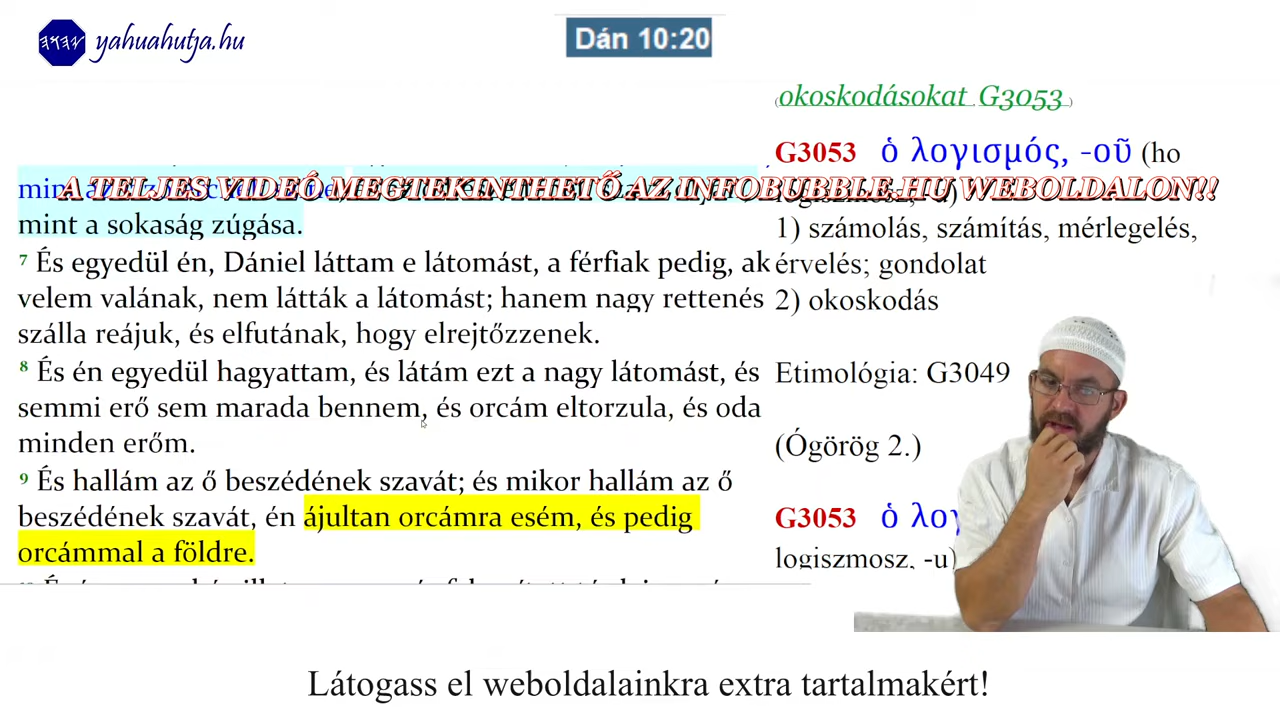 yahuahutja.hu
Dán 10:20
A TELJES VIDEÓ MEGTEKINTHETŐ AZ INFOBUBBLE.HU WEBOLDALON!!
mint a sokaság zúgása.
7 És egyedül én, Dániel láttam e látomást, a férfiak pedig, ak
velem valának, nem látták a látomást; hanem nagy rettenés
szálla reájuk, és elfutának, hogy elrejtőzzenek.
8 És én egyedül hagyattam, és látám ezt a nagy látomást, és
semmi erő sem marada bennem, és orcám eltorzula, és oda
minden erőm.
9 És hallám az ő beszédének szavát; és mikor hallám az ő
beszédének szavát, én ájultan orcámra esém, és pedig
orcámmal a földre.
(okoskodásokat G3053)
G3053 ὁ λογισμός, -οῦ (ho
logiszmosz, -u)
1) számolás, számítás, mérlegelés,
érvelés; gondolat
2) okoskodás
Etimológia: G3049
(Ógörög 2.)
G3053 ὁ λογ
logiszmosz, -u)
Látogass el weboldalainkra extra tartalmakért!